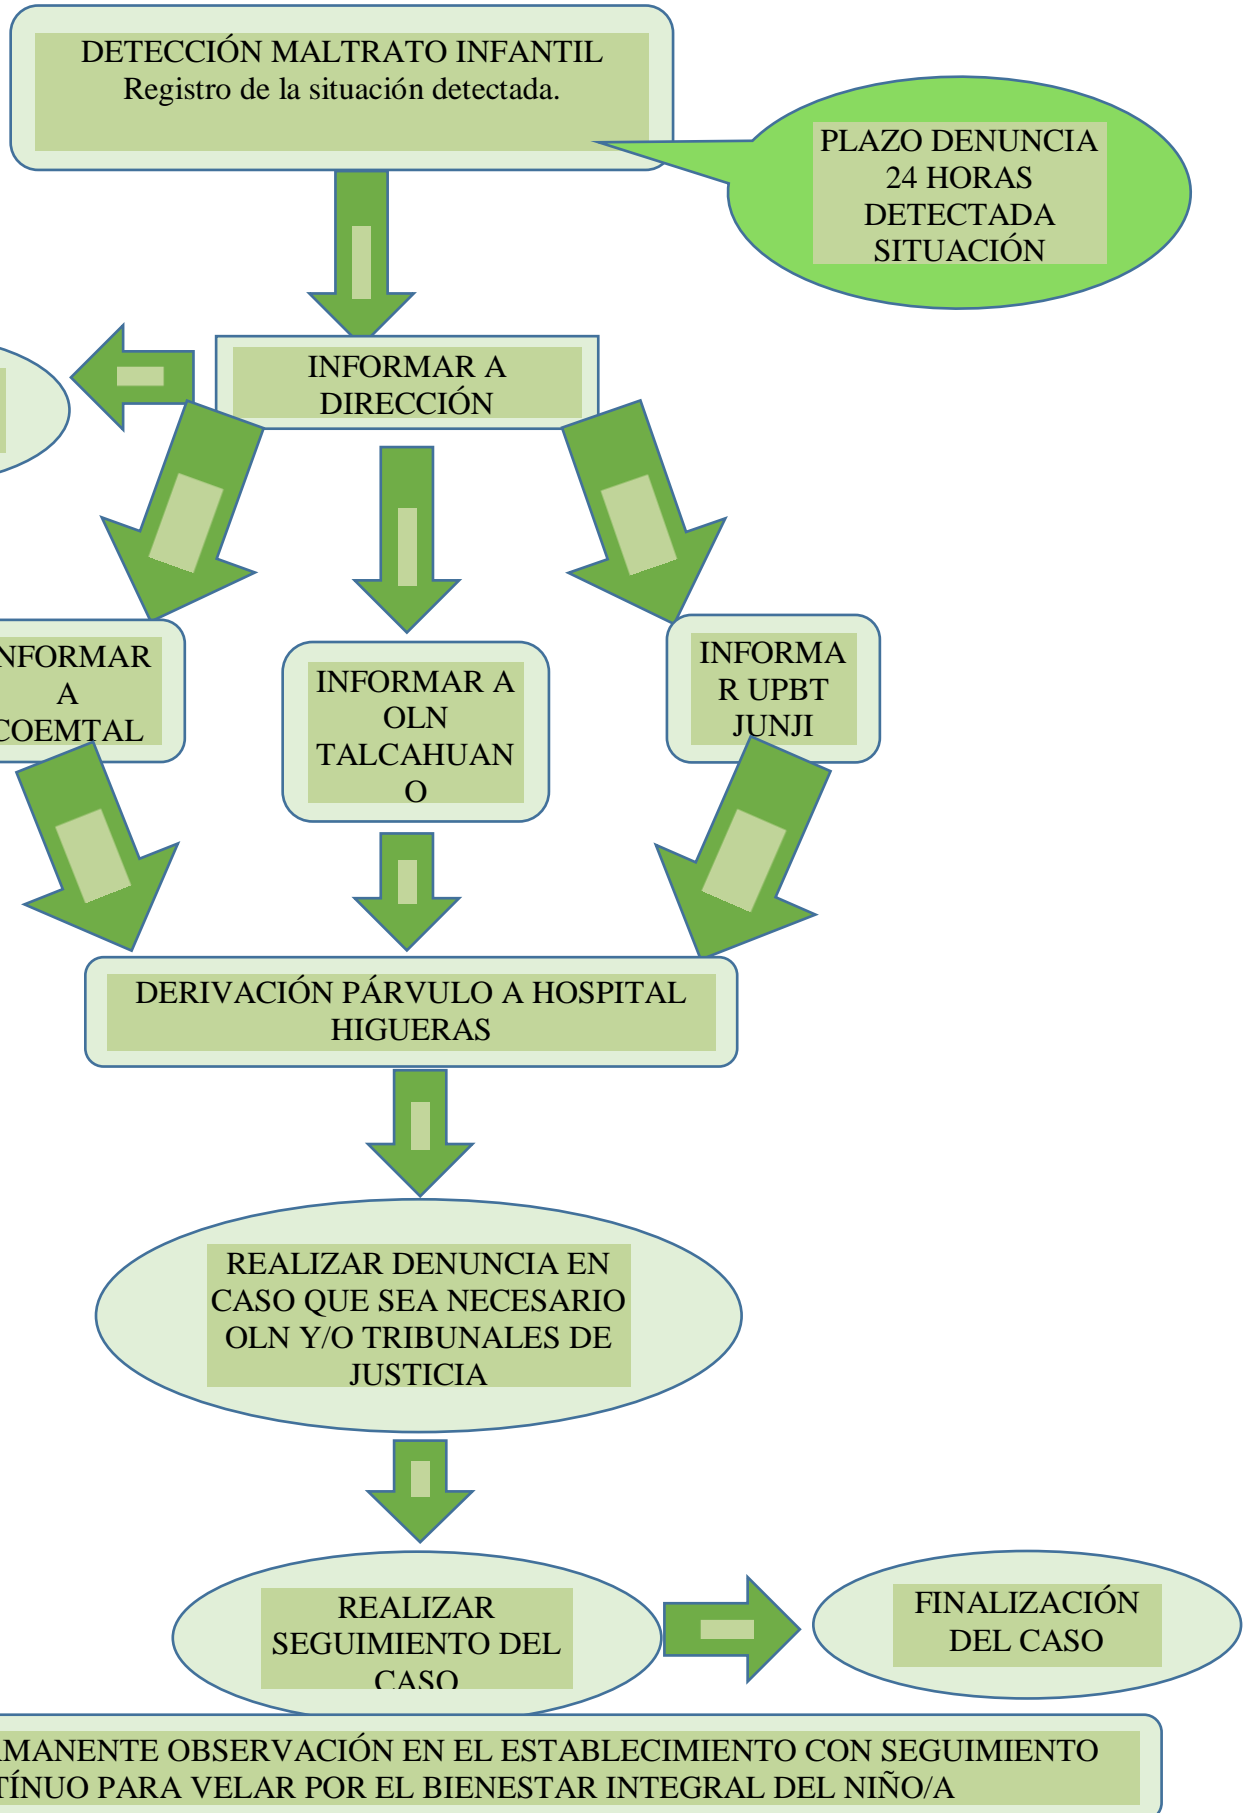 DETECCIÓN MALTRATO INFANTIL
Registro de la situación detectada.
PLAZO DENUNCIA
24 HORAS
DETECTADA
SITUACIÓN
INFORMAR A
DIRECCIÓN
NFORMAR
A
COEMTAL
INFORMAR A
OLN
TALCAHUAN
O
INFORMA
R UPBT
JUNJI
DERIVACIÓN PÁRVULO A HOSPITAL
HIGUERAS
REALIZAR DENUNCIA EN
CASO QUE SEA NECESARIO
OLN Y/O TRIBUNALES DE
JUSTICIA
REALIZAR
SEGUIMIENTO DEL
CASO
FINALIZACIÓN
DEL CASO
MANENTE OBSERVACIÓN EN EL ESTABLECIMIENTO CON SEGUIMIENTO
TÍNUO PARA VELAR POR EL BIENESTAR INTEGRAL DEL NIÑO/A